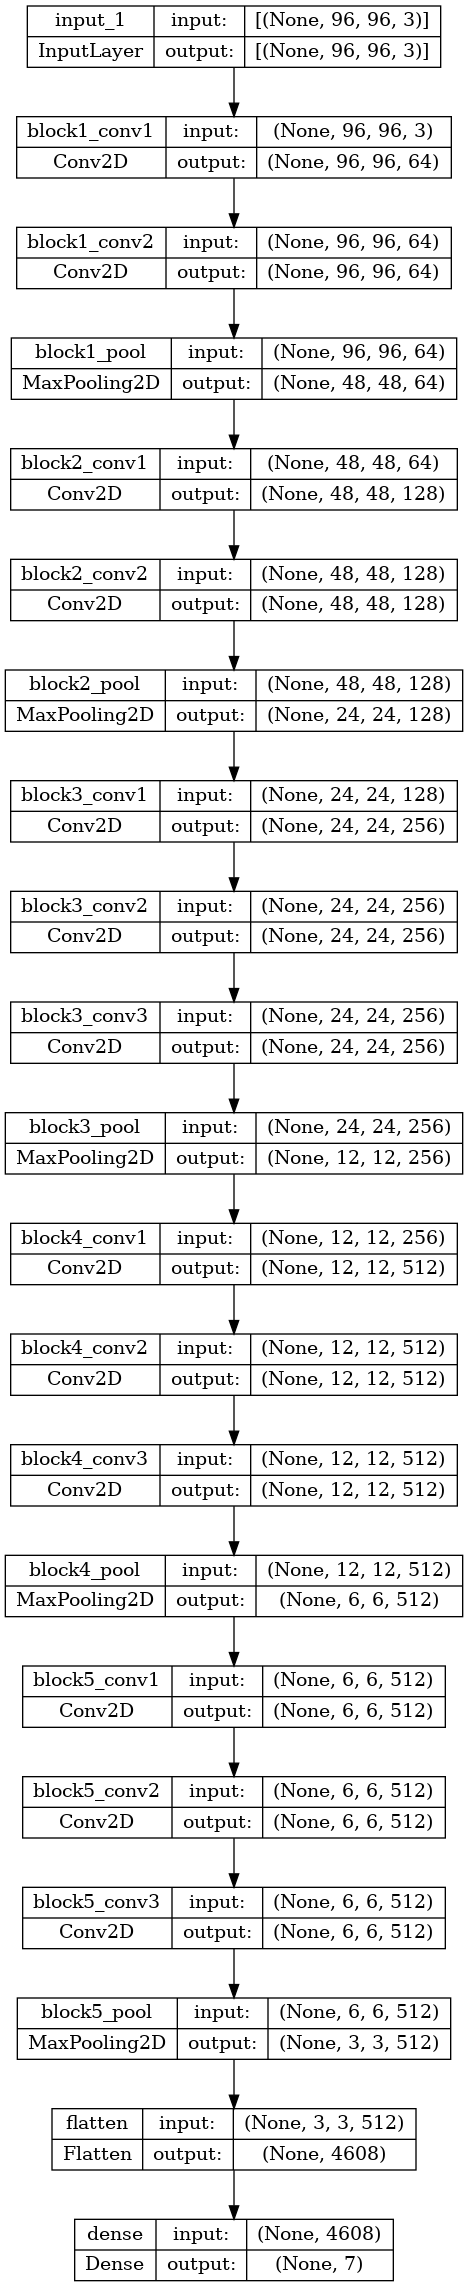 input_1 input: [(None, 96, 96, 3)]
InputLayer output: [(None, 96, 96, 3)]
block1_conv1 input: (None, 96, 96, 3)
Conv2D output: (None, 96, 96, 64)
block1_conv2 input: (None, 96, 96, 64)
Conv2D output: (None, 96, 96, 64)
block1_pool input: (None, 96, 96, 64)
MaxPooling2D output: (None, 48, 48, 64)
block2_conv1 input: (None, 48, 48, 64)
Conv2D output: (None, 48, 48, 128)
block2_conv2 input: (None, 48, 48, 128)
Conv2D output: (None, 48, 48, 128)
block2_pool input: (None, 48, 48, 128)
MaxPooling2D output: (None, 24, 24, 128)
block3_conv1 input: (None, 24, 24, 128)
Conv2D output: (None, 24, 24, 256)
block3_conv2 input: (None, 24, 24, 256)
Conv2D output: (None, 24, 24, 256)
block3_conv3 input: (None, 24, 24, 256)
Conv2D output: (None, 24, 24, 256)
block3_pool input: (None, 24, 24, 256)
MaxPooling2D output: (None, 12, 12, 256)
block4_conv1 input: (None, 12, 12, 256)
Conv2D output: (None, 12, 12, 512)
block4_conv2 input: (None, 12, 12, 512)
Conv2D output: (None, 12, 12, 512)
block4_conv3 input: (None, 12, 12, 512)
Conv2D output: (None, 12, 12, 512)
block4_pool input: (None, 12, 12, 512)
MaxPooling2D output: (None, 6, 6, 512)
block5_conv1 input: (None, 6, 6, 512)
Conv2D output: (None, 6, 6, 512)
block5_conv2 input: (None, 6, 6, 512)
Conv2D output: (None, 6, 6, 512)
block5_conv3 input: (None, 6, 6, 512)
Conv2D output: (None, 6, 6, 512)
block5_pool input: (None, 6, 6, 512)
MaxPooling2D output: (None, 3, 3, 512)
flatten input: (None, 3, 3, 512)
Flatten output: (None, 4608)
dense input: (None, 4608)
Dense output: (None, 7)